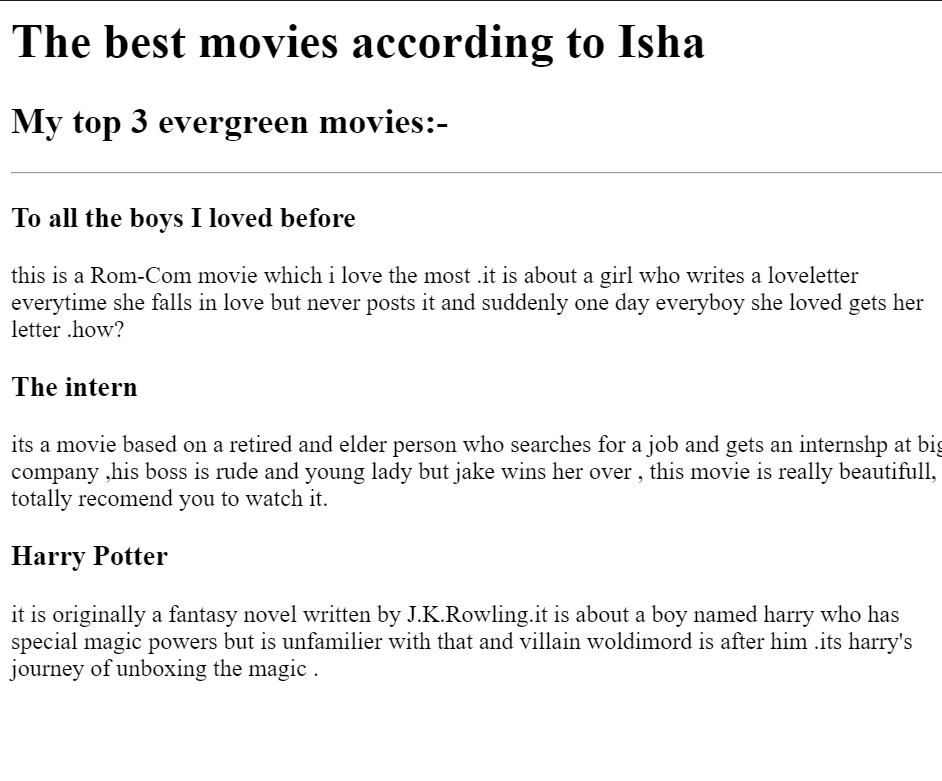 The best movies according to Isha
My top 3 evergreen movies:-
To all the boys I loved before
this is a Rom-Com movie which i love the most .it is about a girl who writes a loveletter
everytime she falls in love but never posts it and suddenly one day everyboy she loved gets her
letter .how?
The intern
its a movie based on a retired and elder person who searches for a job and gets an internshp at big
company ,his boss is rude and young lady but jake wins her over , this movie is really beautifull,
totally recomend you to watch it.
Harry Potter
it is originally a fantasy novel written by J.K.Rowling.it is about a boy named harry who has
special magic powers but is unfamilier with that and villain woldimord is after him .its harry's
journey of unboxing the magic .